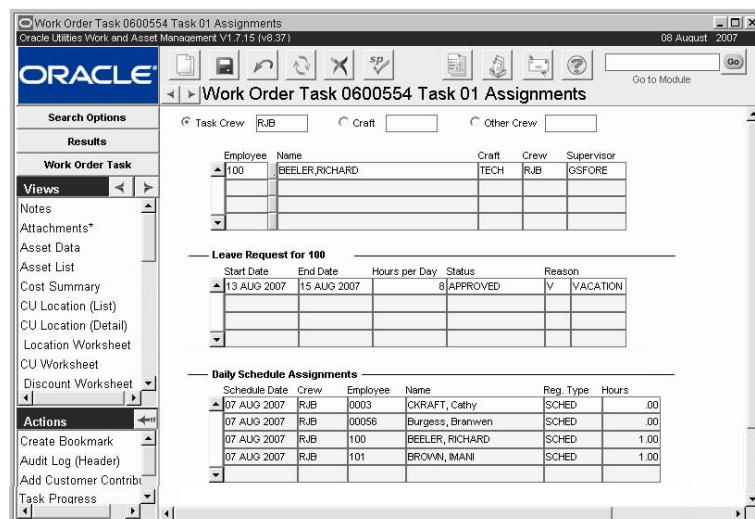 Work Order Task 0600554 Task 01 Assignments
Oracle Utilities Work and Asset Management V1.7.15 (v8.37) 08 August 2007
ORACLE
SP
Go
Go to Module
Work Order Task 0600554 Task 01 Assignments
Search Options
Results
Work Order Task
Views
Notes
Attachments*
Asset Data
Asset List
Cost Summary
CU Location (List)
CU Location (Detail)
Location Worksheet
CU Worksheet
Discount Worksheet
Actions
Create Bookmark
Audit Log (Header)
Add Customer Contribu
Task Progress
Task Crew RJB Craft Other Crew
Employee Name Craft Crew Supervisor
100 BEELER,RICHARD TECH RJB GSFORE
Leave Request for 100
Start Date End Date Hours per Day Status Reason
13 AUG 2007 15 AUG 2007 8 APPROVED V VACATION
Daily Schedule Assignments
Schedule Date Crew Employee Name Reg. Type Hours
07 AUG 2007 RJB 0003 CKRAFT, Cathy SCHED .00
07 AUG 2007 RJB 00056 Burgess, Branwen SCHED .00
07 AUG 2007 RJB 100 BEELER, RICHARD SCHED 1.00
07 AUG 2007 RJB 101 BROWN, IMANI SCHED 1.00